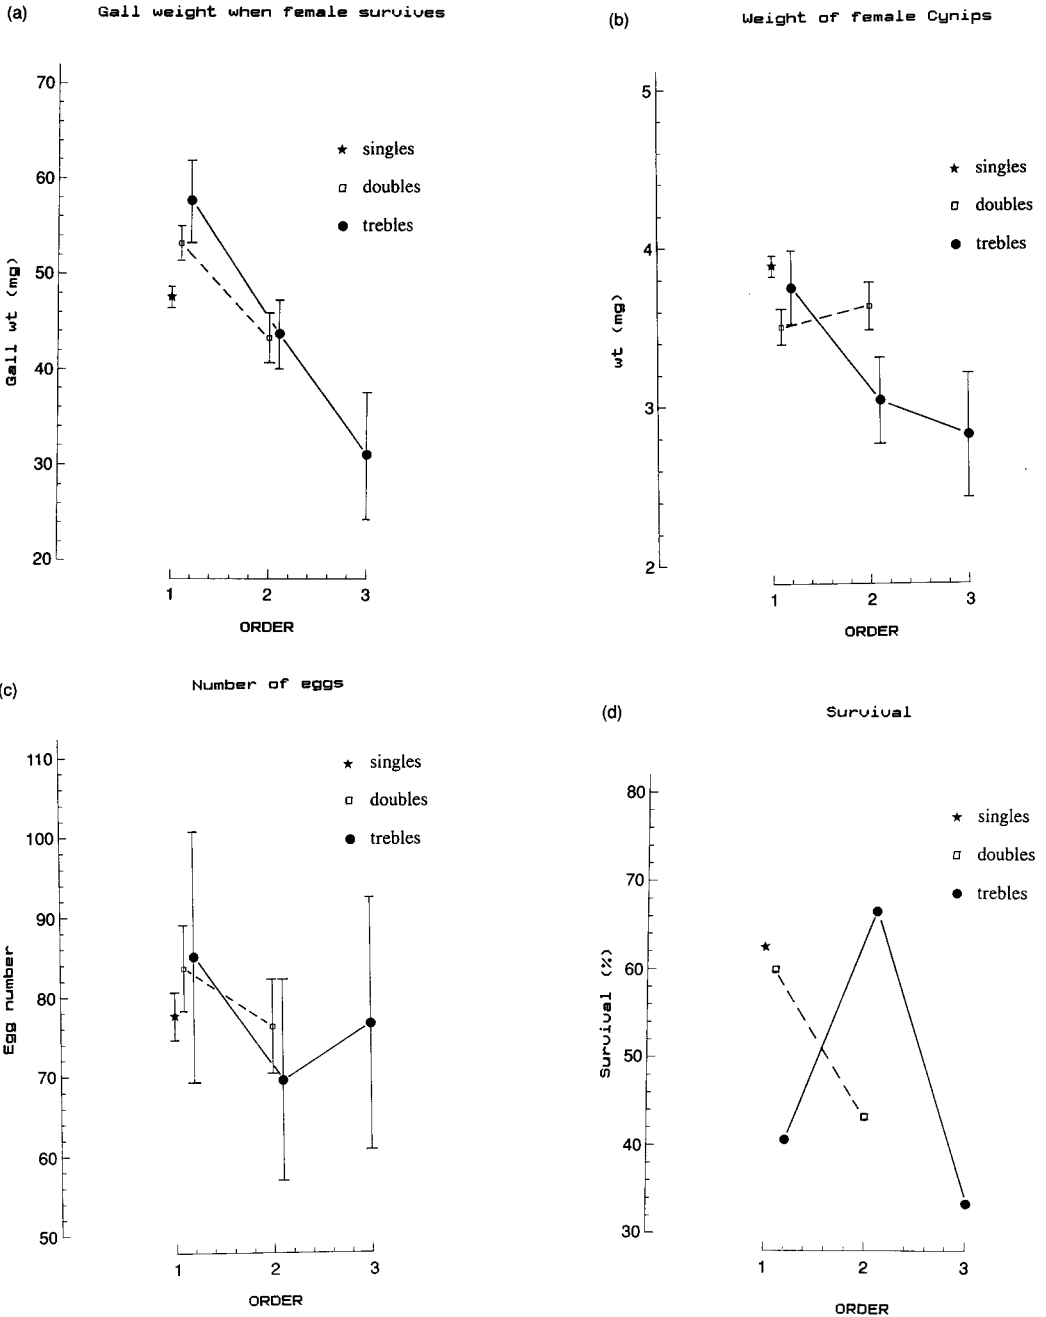 (a) Gall weight when female survives
70
60
50
40
30
20
Gall wt (mg)
★ singles
□ doubles
● trebles
1 2 3
ORDER
(b) Weight of female Cynips
5
4
3
2
wt (mg)
★ singles
□ doubles
● trebles
1 2 3
ORDER
(c) Number of eggs
110
100
90
80
70
60
50
Egg number
★ singles
□ doubles
● trebles
1 2 3
ORDER
(d) Survival
80
70
60
50
40
30
Survival (%)
★ singles
□ doubles
● trebles
1 2 3
ORDER